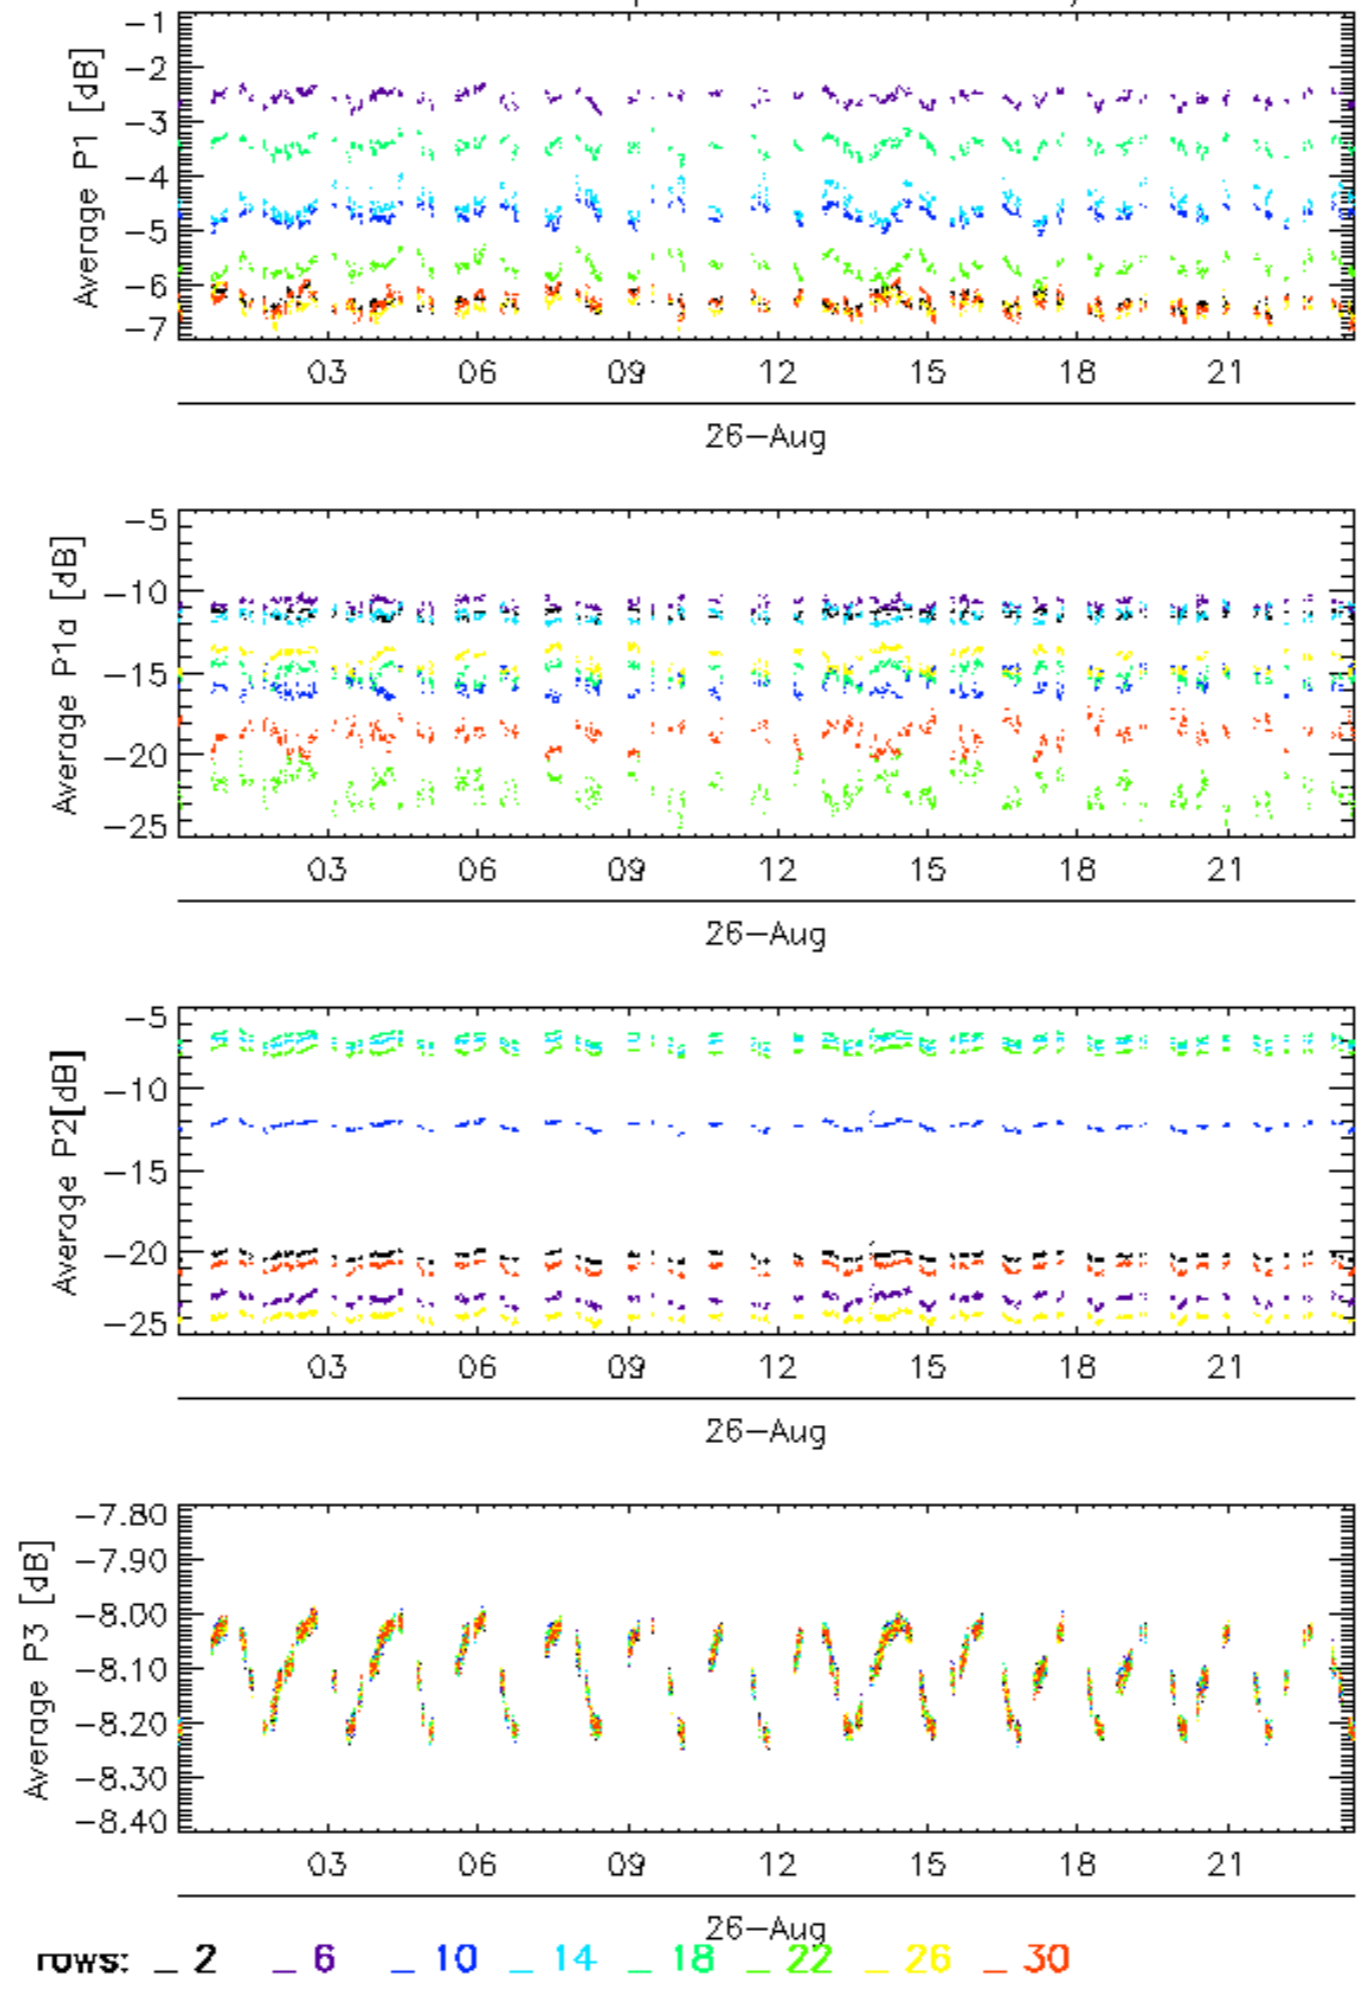 −1
−2
−3
−4
−5
−6
−7
Average P1 [dB]
03 06 09 12 15 18 21
26−Aug
−5
−10
−15
−20
−25
Average P1a [dB]
03 06 09 12 15 18 21
26−Aug
−5
−10
−15
−20
−25
Average P2[dB]
03 06 09 12 15 18 21
26−Aug
−7.80
−7.90
−8.00
−8.10
−8.20
−8.30
−8.40
Average P3 [dB]
03 06 09 12 15 18 21
26−Aug
rows: _ 2 _ 6 _ 10 _ 14 _ 18 _ 22 _ 26 _ 30